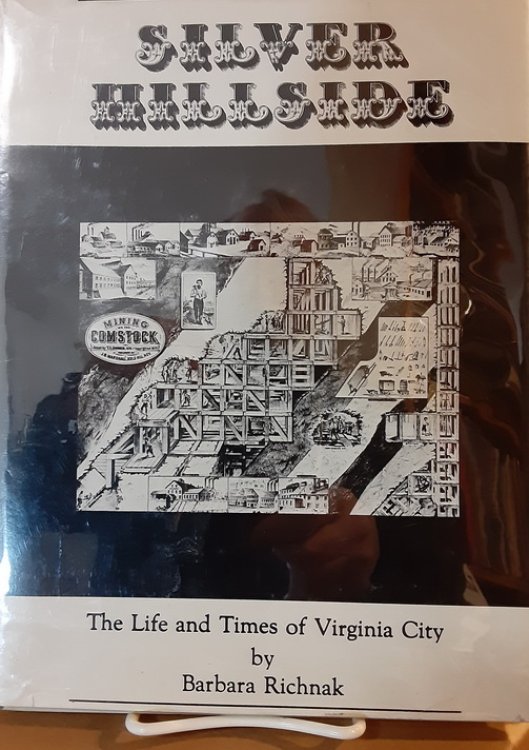 SILVER
HILLSIDE
MINING
COMSTOCK
The Life and Times of Virginia City
by
Barbara Richnak